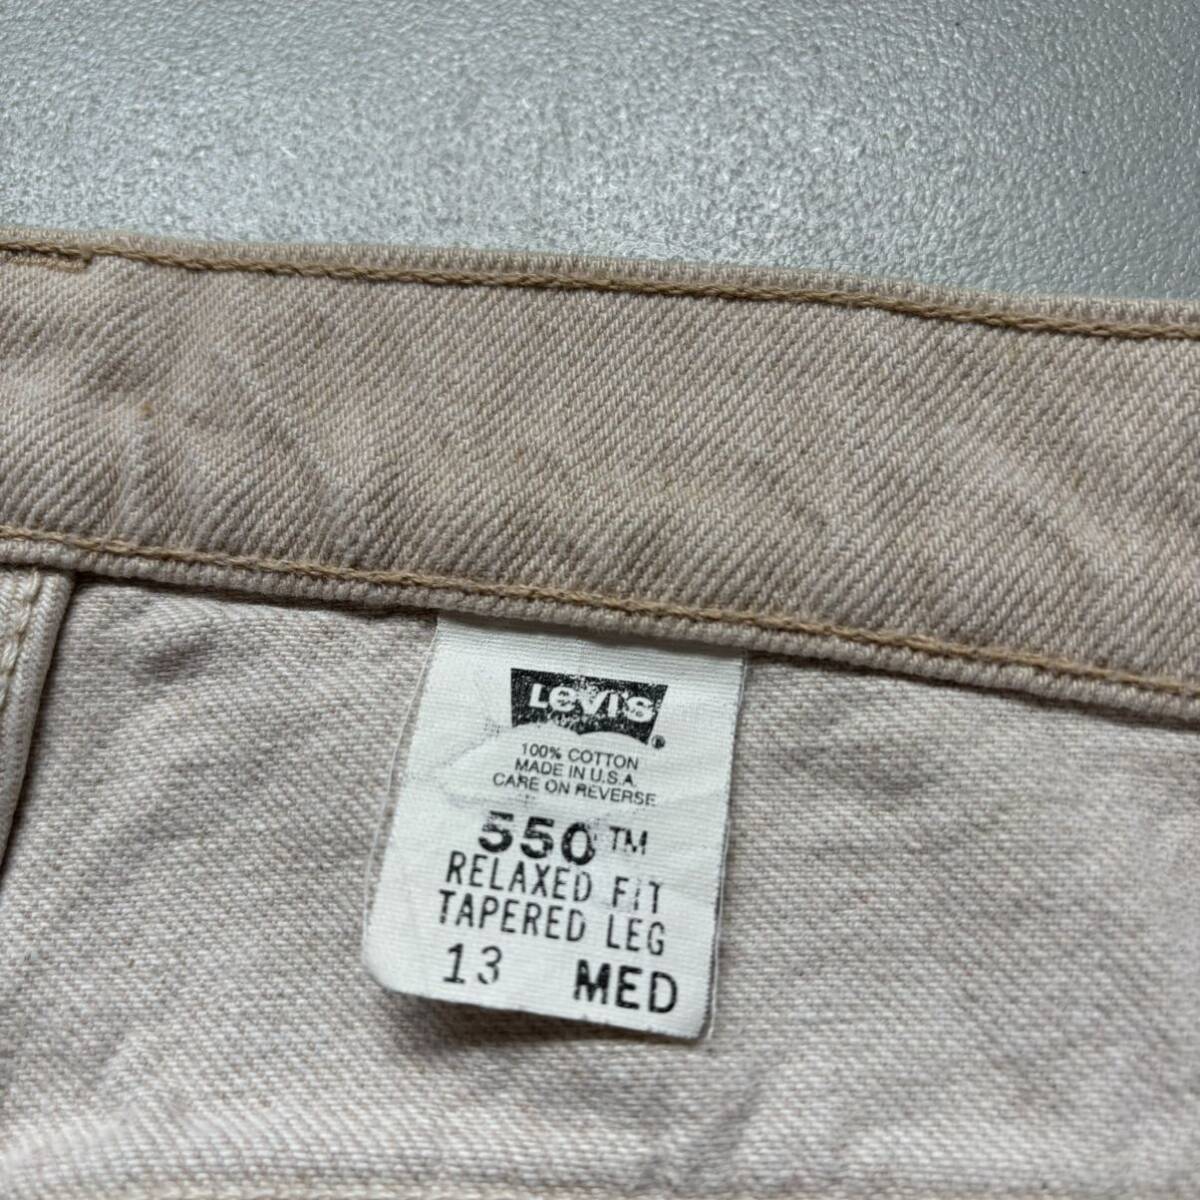 Levi's®
100% COTTON
MADE IN U.S.A.
CARE ON REVERSE
550™
RELAXED FIT
TAPERED LEG
13 MED